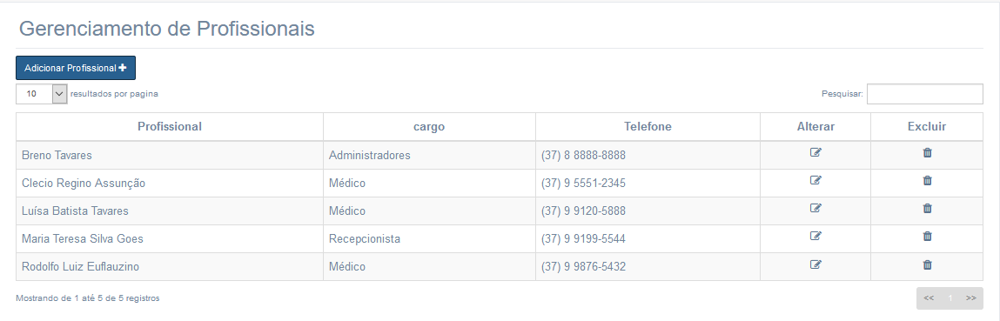 Gerenciamento de Profissionais
Adicionar Profissional
10 resultados por pagina Pesquisar:
Profissional cargo Telefone Alterar Excluir
Breno Tavares Administradores (37) 8 8888-8888
Clecio Regino Assunção Médico (37) 9 5551-2345
Luísa Batista Tavares Médico (37) 9 9120-5888
Maria Teresa Silva Goes Recepcionista (37) 9 9199-5544
Rodolfo Luiz Euflauzino Médico (37) 9 9876-5432
Mostrando de 1 até 5 de 5 registros << 1 >>